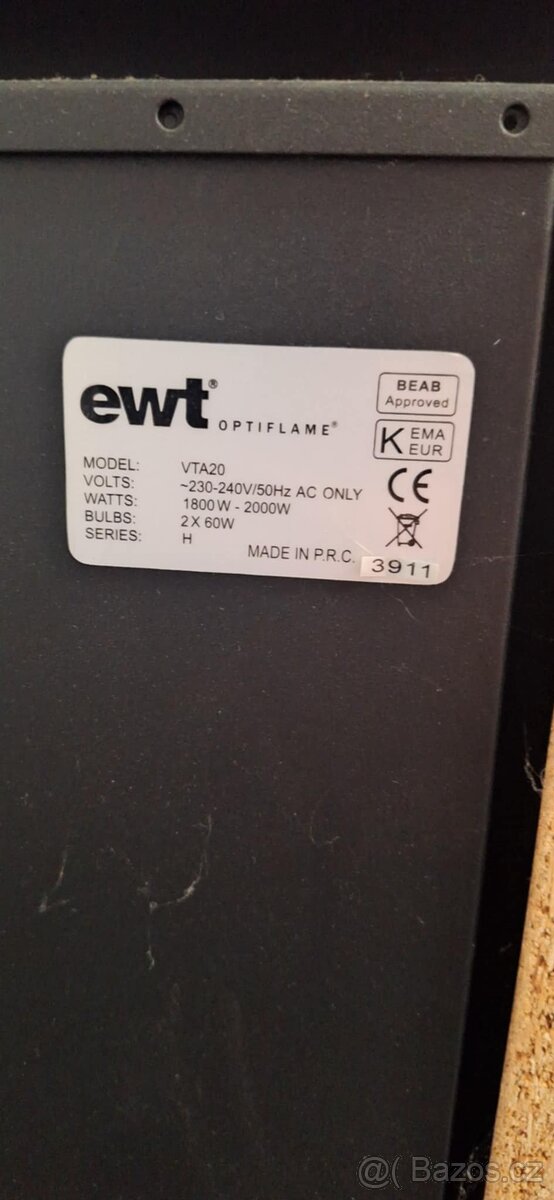 ewt® OPTIFLAME®
BEAB
Approved
K EMA
EUR
CE
MODEL: VTA20
VOLTS: ~230-240V/50Hz AC ONLY
WATTS: 1800W - 2000W
BULBS: 2 X 60W
SERIES: H
MADE IN P.R.C. 3911
@( Bazos.cz